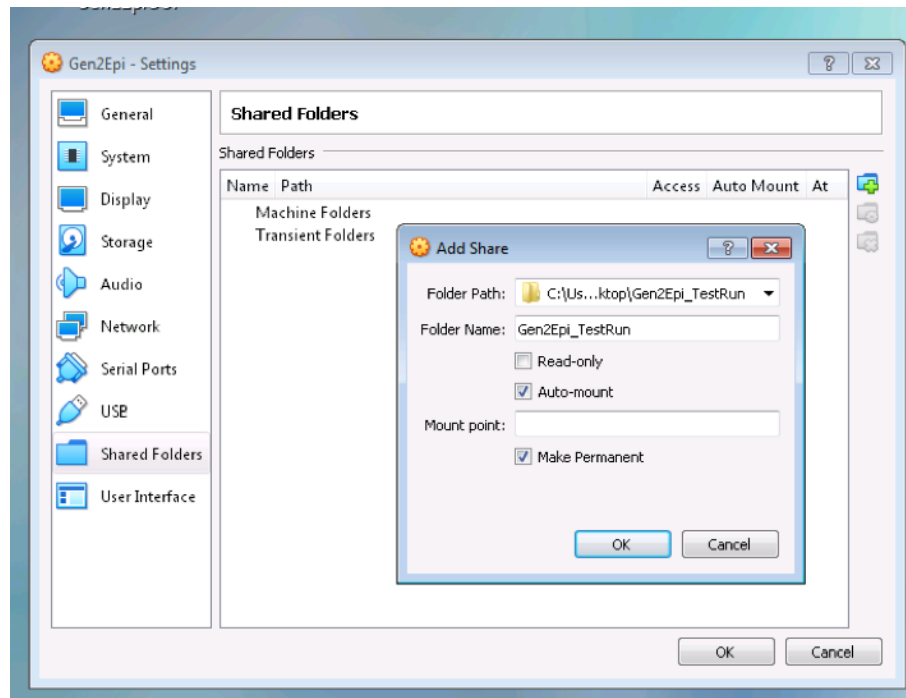 Gen2Epi - Settings
General
System
Display
Storage
Audio
Network
Serial Ports
USB
Shared Folders
User Interface
Shared Folders
Shared Folders
Name Path Access Auto Mount At
Machine Folders
Transient Folders
Add Share
Folder Path: C:\Us...ktop\Gen2Epi_TestRun
Folder Name: Gen2Epi_TestRun
Read-only
Auto-mount
Mount point:
Make Permanent
OK Cancel
OK Cancel